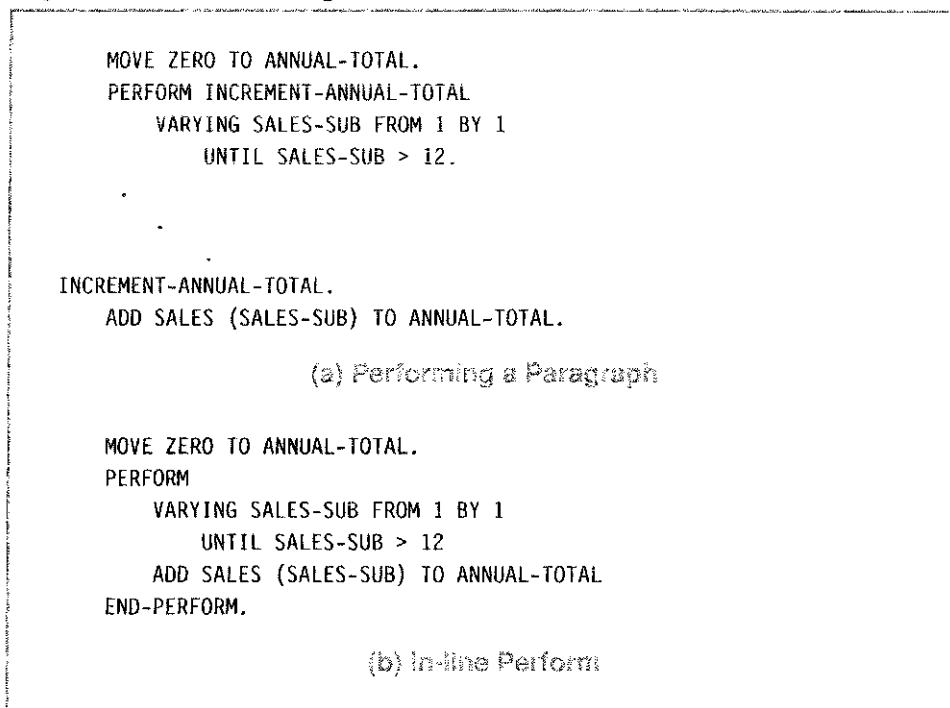 MOVE ZERO TO ANNUAL-TOTAL.
PERFORM INCREMENT-ANNUAL-TOTAL
VARYING SALES-SUB FROM 1 BY 1
UNTIL SALES-SUB > 12.
.
.
.
INCREMENT-ANNUAL-TOTAL.
ADD SALES (SALES-SUB) TO ANNUAL-TOTAL.
(a) Performing a Paragraph
MOVE ZERO TO ANNUAL-TOTAL.
PERFORM
VARYING SALES-SUB FROM 1 BY 1
UNTIL SALES-SUB > 12
ADD SALES (SALES-SUB) TO ANNUAL-TOTAL
END-PERFORM.
(b) In-line Perform